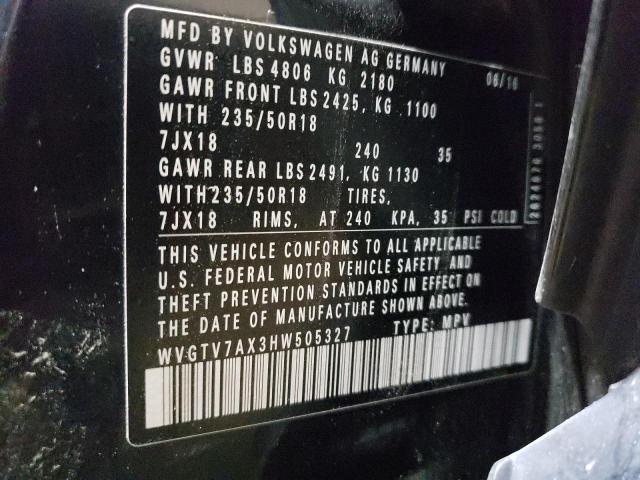 MFD BY VOLKSWAGEN AG GERMANY
GVWR LBS 4806 KG 2180 06/16
GAWR FRONT LBS 2425, KG 1100
WITH 235/50R18
7JX18 240 35
GAWR REAR LBS 2491, KG 1130
WITH 235/50R18 TIRES,
7JX18 RIMS, AT 240 KPA, 35 PSI COLD
THIS VEHICLE CONFORMS TO ALL APPLICABLE
U.S. FEDERAL MOTOR VEHICLE SAFETY AND
THEFT PREVENTION STANDARDS IN EFFECT ON
THE DATE OF MANUFACTURE SHOWN ABOVE.
WVGTV7AX3HW505327 TYPE: MPV